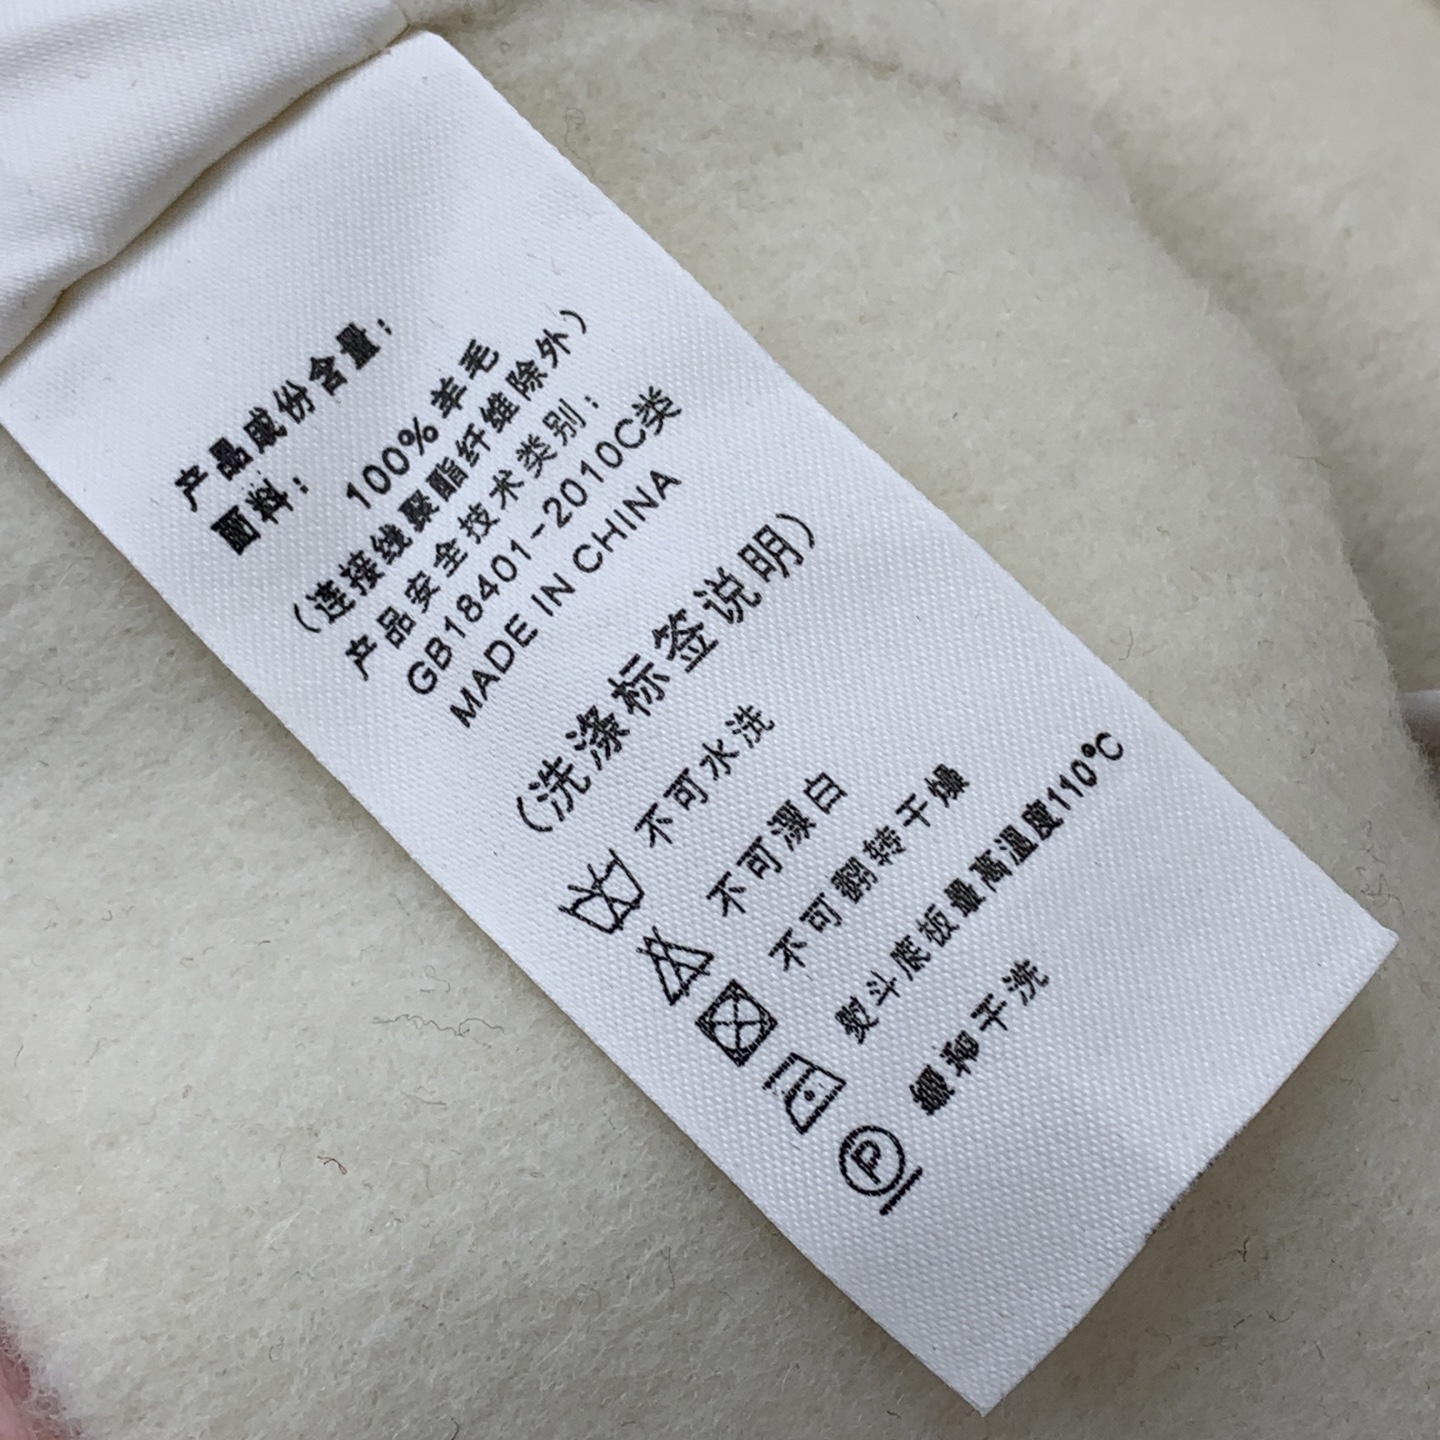 产品成份含量：
面料： 100%羊毛
（连接线聚酯纤维除外）
产品安全技术类别：
GB18401-2010C类
MADE IN CHINA
（洗涤标签说明）
不可水洗
不可漂白
不可翻转干燥
熨斗底板最高温度110℃
P 缓和干洗